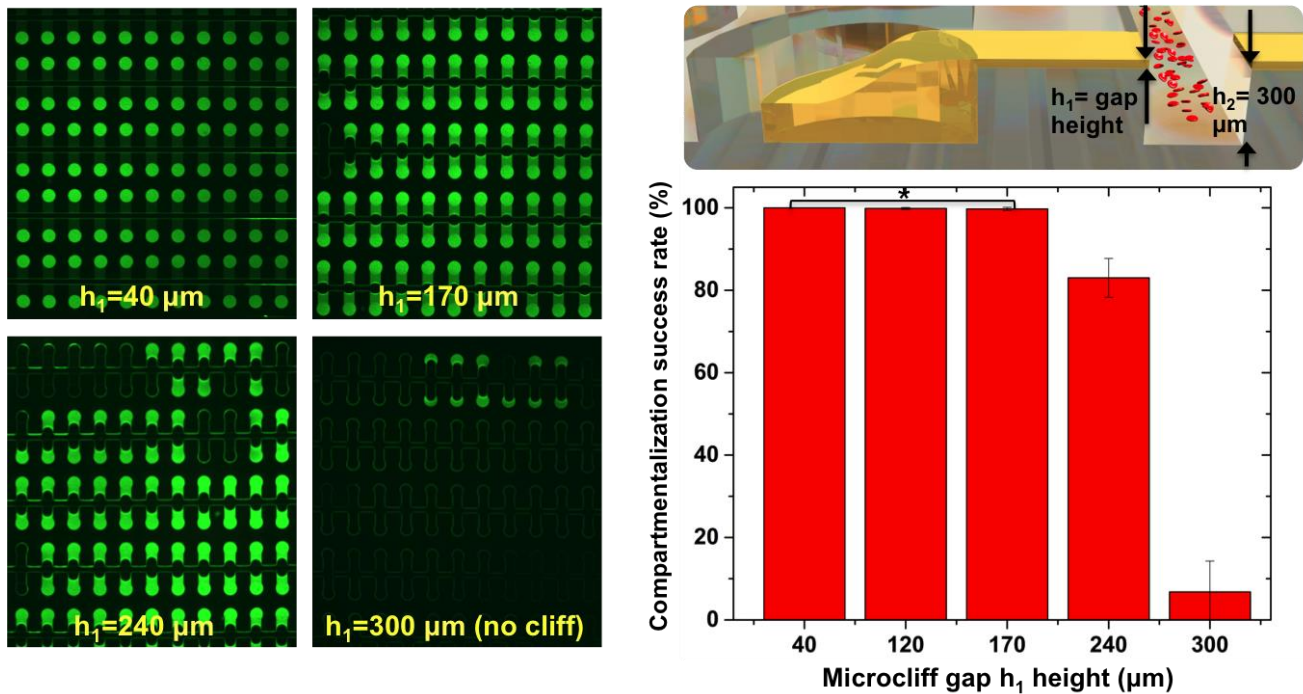 h₁=40 µm
h₁=170 µm
h₁=240 µm
h₁=300 µm (no cliff)
h₁= gap
height
h₂= 300
µm
Compartmentalization success rate (%)
100
80
60
40
20
0
*
40 120 170 240 300
Microcliff gap h₁ height (µm)